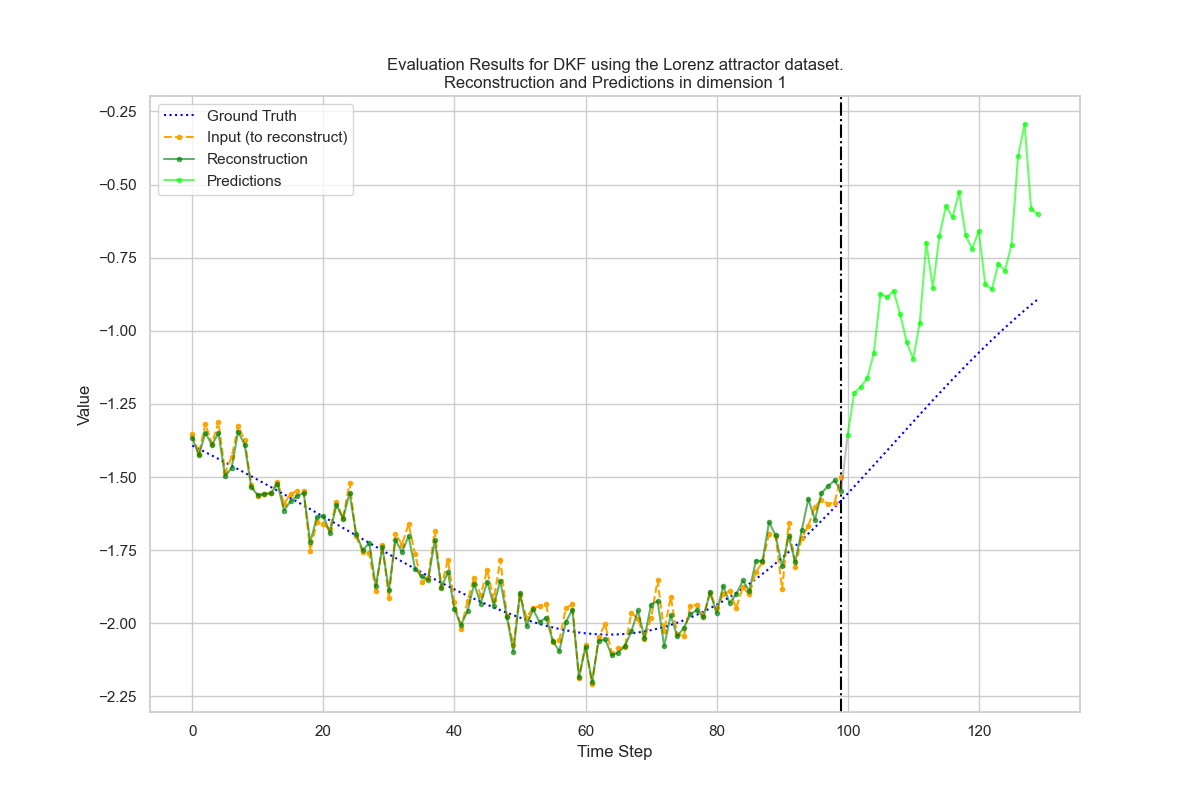 Evaluation Results for DKF using the Lorenz attractor dataset.
Reconstruction and Predictions in dimension 1
Ground Truth
Input (to reconstruct)
Reconstruction
Predictions
−0.25
−0.50
−0.75
−1.00
−1.25
−1.50
−1.75
−2.00
−2.25
Value
0 20 40 60 80 100 120
Time Step